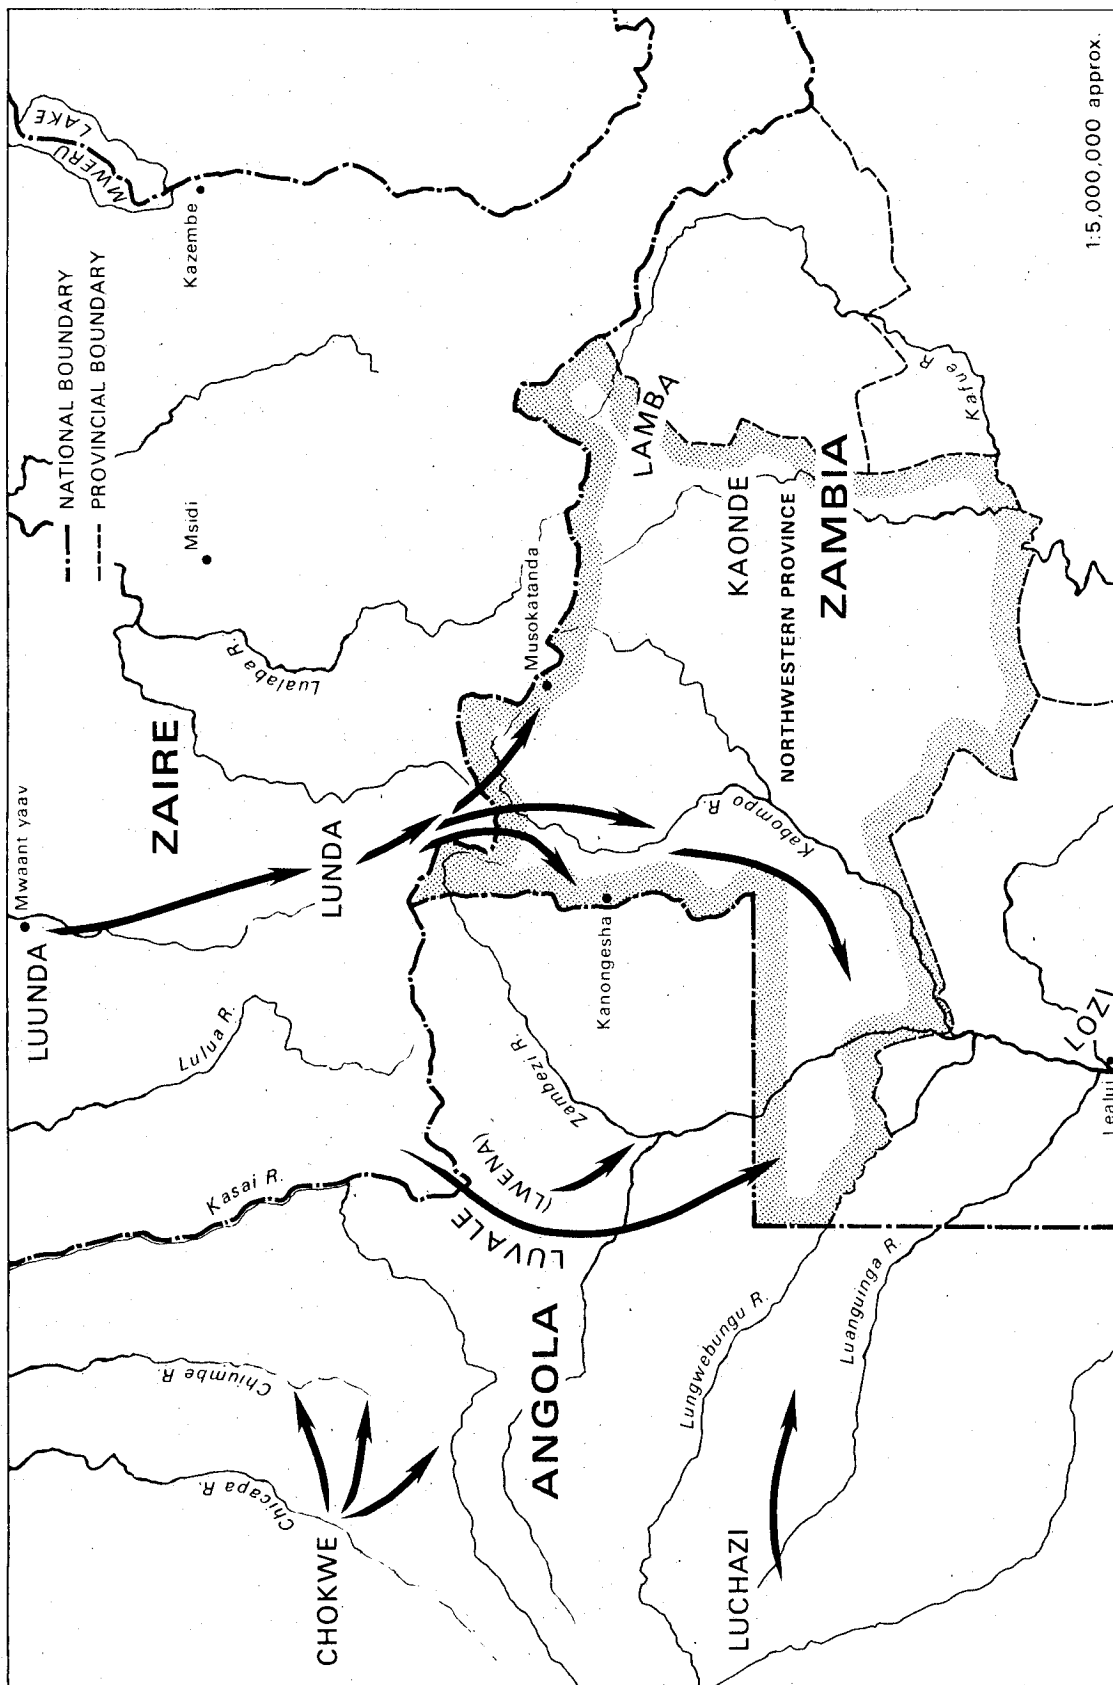 LUUNDA
Mwaant yaav
ZAIRE
MWERU
LAKE
NATIONAL BOUNDARY
PROVINCIAL BOUNDARY
Kazembe
Msidi
Lualaba R.
LUNDA
Lulua R.
Kasai R.
Chiumbe R.
Chicapa R.
CHOKWE
LUVALE
(LWENA)
ANGOLA
Zambezi R.
Kanongesha
Musokatanda
LAMBA
KAONDE
NORTHWESTERN PROVINCE
ZAMBIA
Kabompo
R.
Kafue
R.
Lungwebungu R.
Luanguinga R.
LUCHAZI
LOZI
Lealui
1:5,000,000 approx.